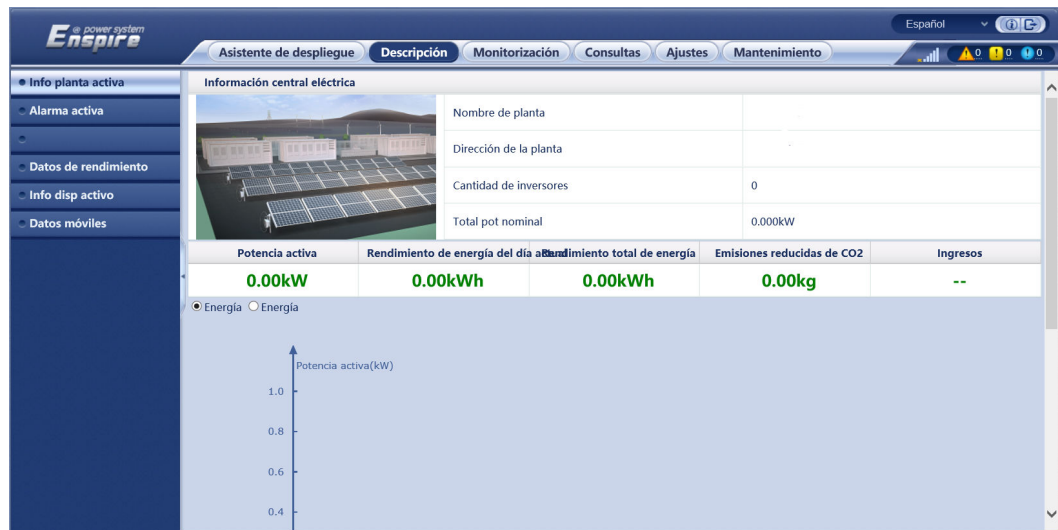 @ power system
Enspire
Español
Asistente de despliegue
Descripción
Monitorización
Consultas
Ajustes
Mantenimiento
0
0
0
Info planta activa
Alarma activa
Datos de rendimiento
Info disp activo
Datos móviles
Información central eléctrica
Nombre de planta
Dirección de la planta
Cantidad de inversores 0
Total pot nominal 0.000kW
Potencia activa
Rendimiento de energía del día actual
Rendimiento total de energía
Emisiones reducidas de CO2
Ingresos
0.00kW
0.00kWh
0.00kWh
0.00kg
--
Energía
Energía
Potencia activa(kW)
1.0
0.8
0.6
0.4